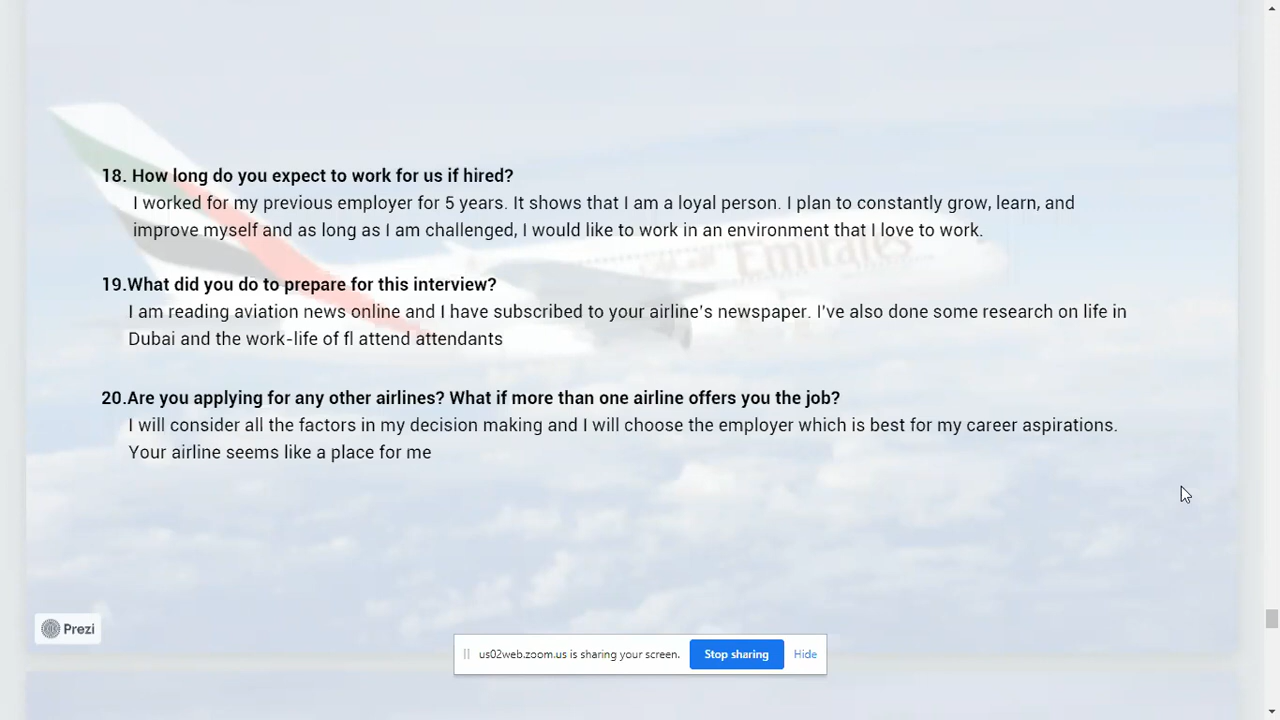 18. How long do you expect to work for us if hired?
I worked for my previous employer for 5 years. It shows that I am a loyal person. I plan to constantly grow, learn, and
improve myself and as long as I am challenged, I would like to work in an environment that I love to work.
Emirates
19.What did you do to prepare for this interview?
I am reading aviation news online and I have subscribed to your airline's newspaper. I've also done some research on life in
Dubai and the work-life of fl attend attendants
20.Are you applying for any other airlines? What if more than one airline offers you the job?
I will consider all the factors in my decision making and I will choose the employer which is best for my career aspirations.
Your airline seems like a place for me
Prezi
us02web.zoom.us is sharing your screen.
Stop sharing
Hide